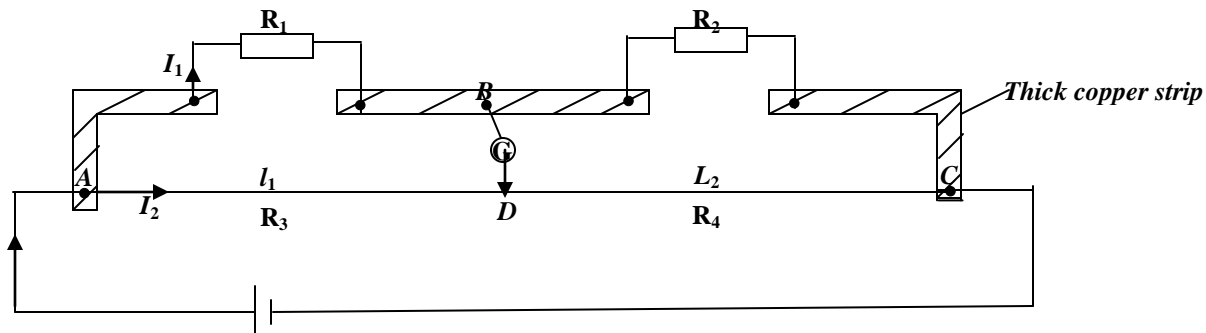 R₁ R₂
I₁
B Thick copper strip
G
A l₁ L₂ C
I₂ R₃ D R₄